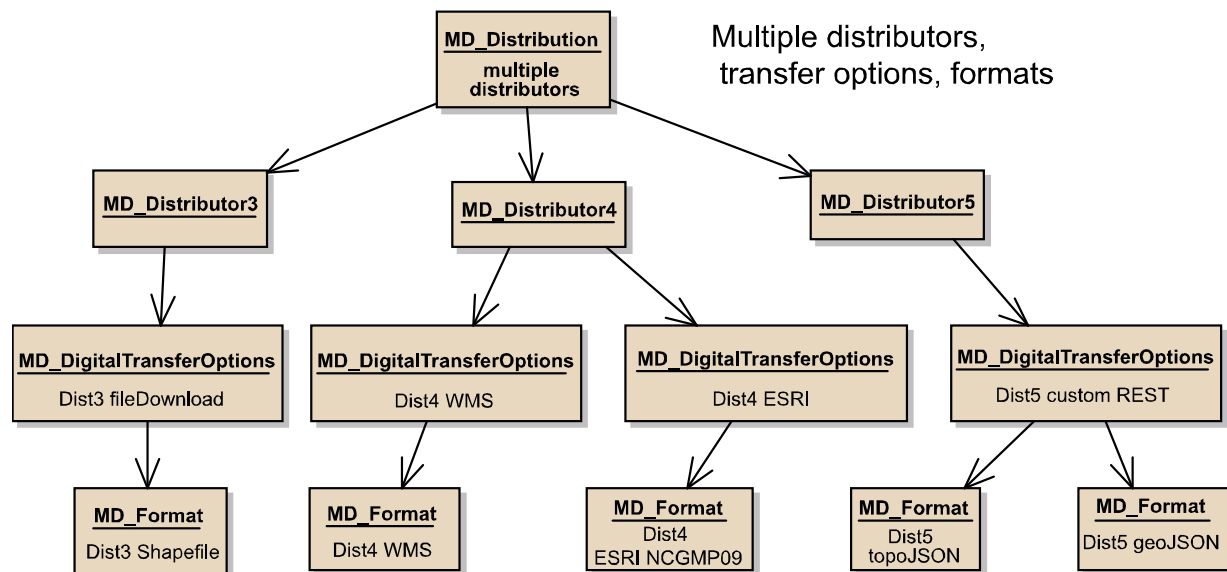 MD_Distribution
multiple
distributors
Multiple distributors,
transfer options, formats
MD_Distributor3
MD_Distributor4
MD_Distributor5
MD_DigitalTransferOptions
Dist3 fileDownload
MD_DigitalTransferOptions
Dist4 WMS
MD_DigitalTransferOptions
Dist4 ESRI
MD_DigitalTransferOptions
Dist5 custom REST
MD_Format
Dist3 Shapefile
MD_Format
Dist4 WMS
MD_Format
Dist4
ESRI NCGMP09
MD_Format
Dist5
topoJSON
MD_Format
Dist5 geoJSON